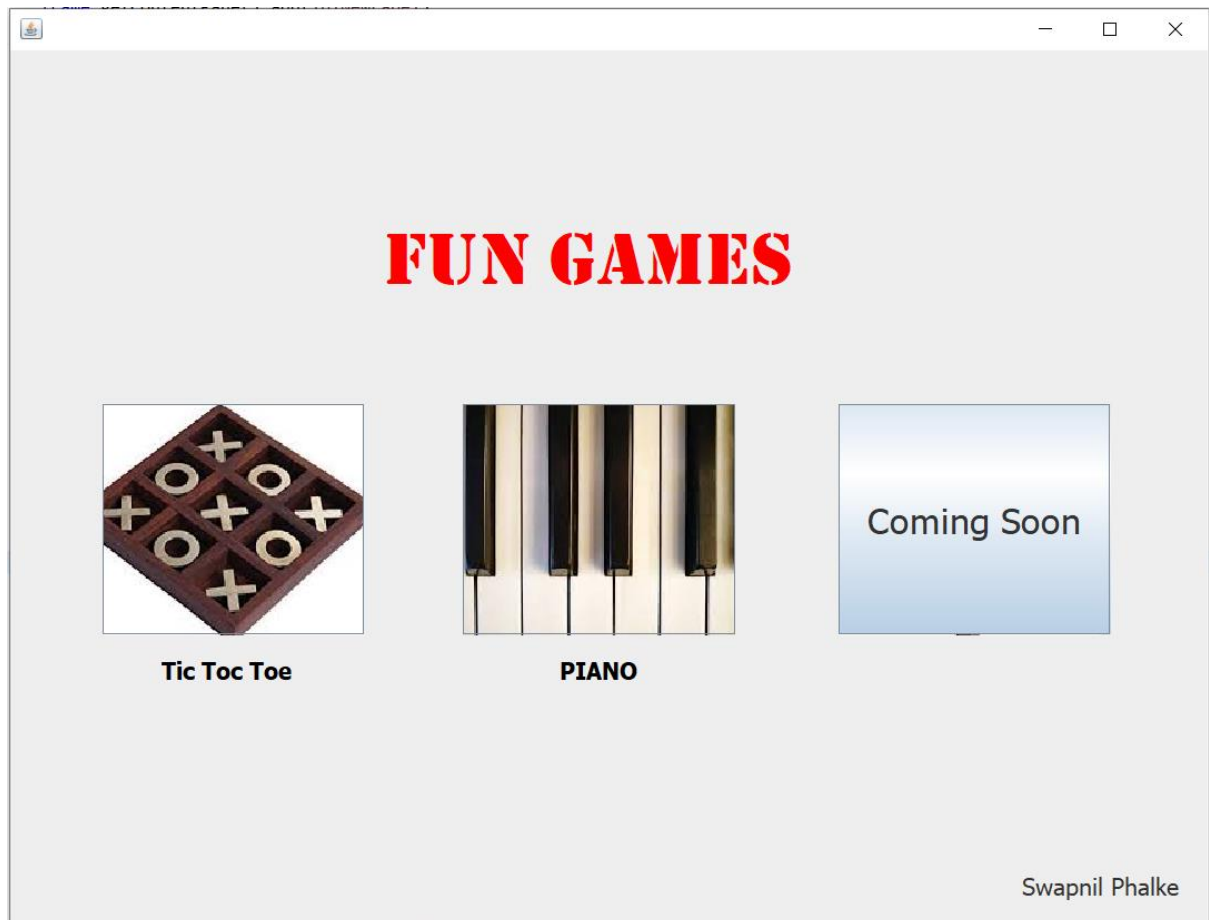 FUN GAMES
Coming Soon
Tic Toc Toe
PIANO
Swapnil Phalke